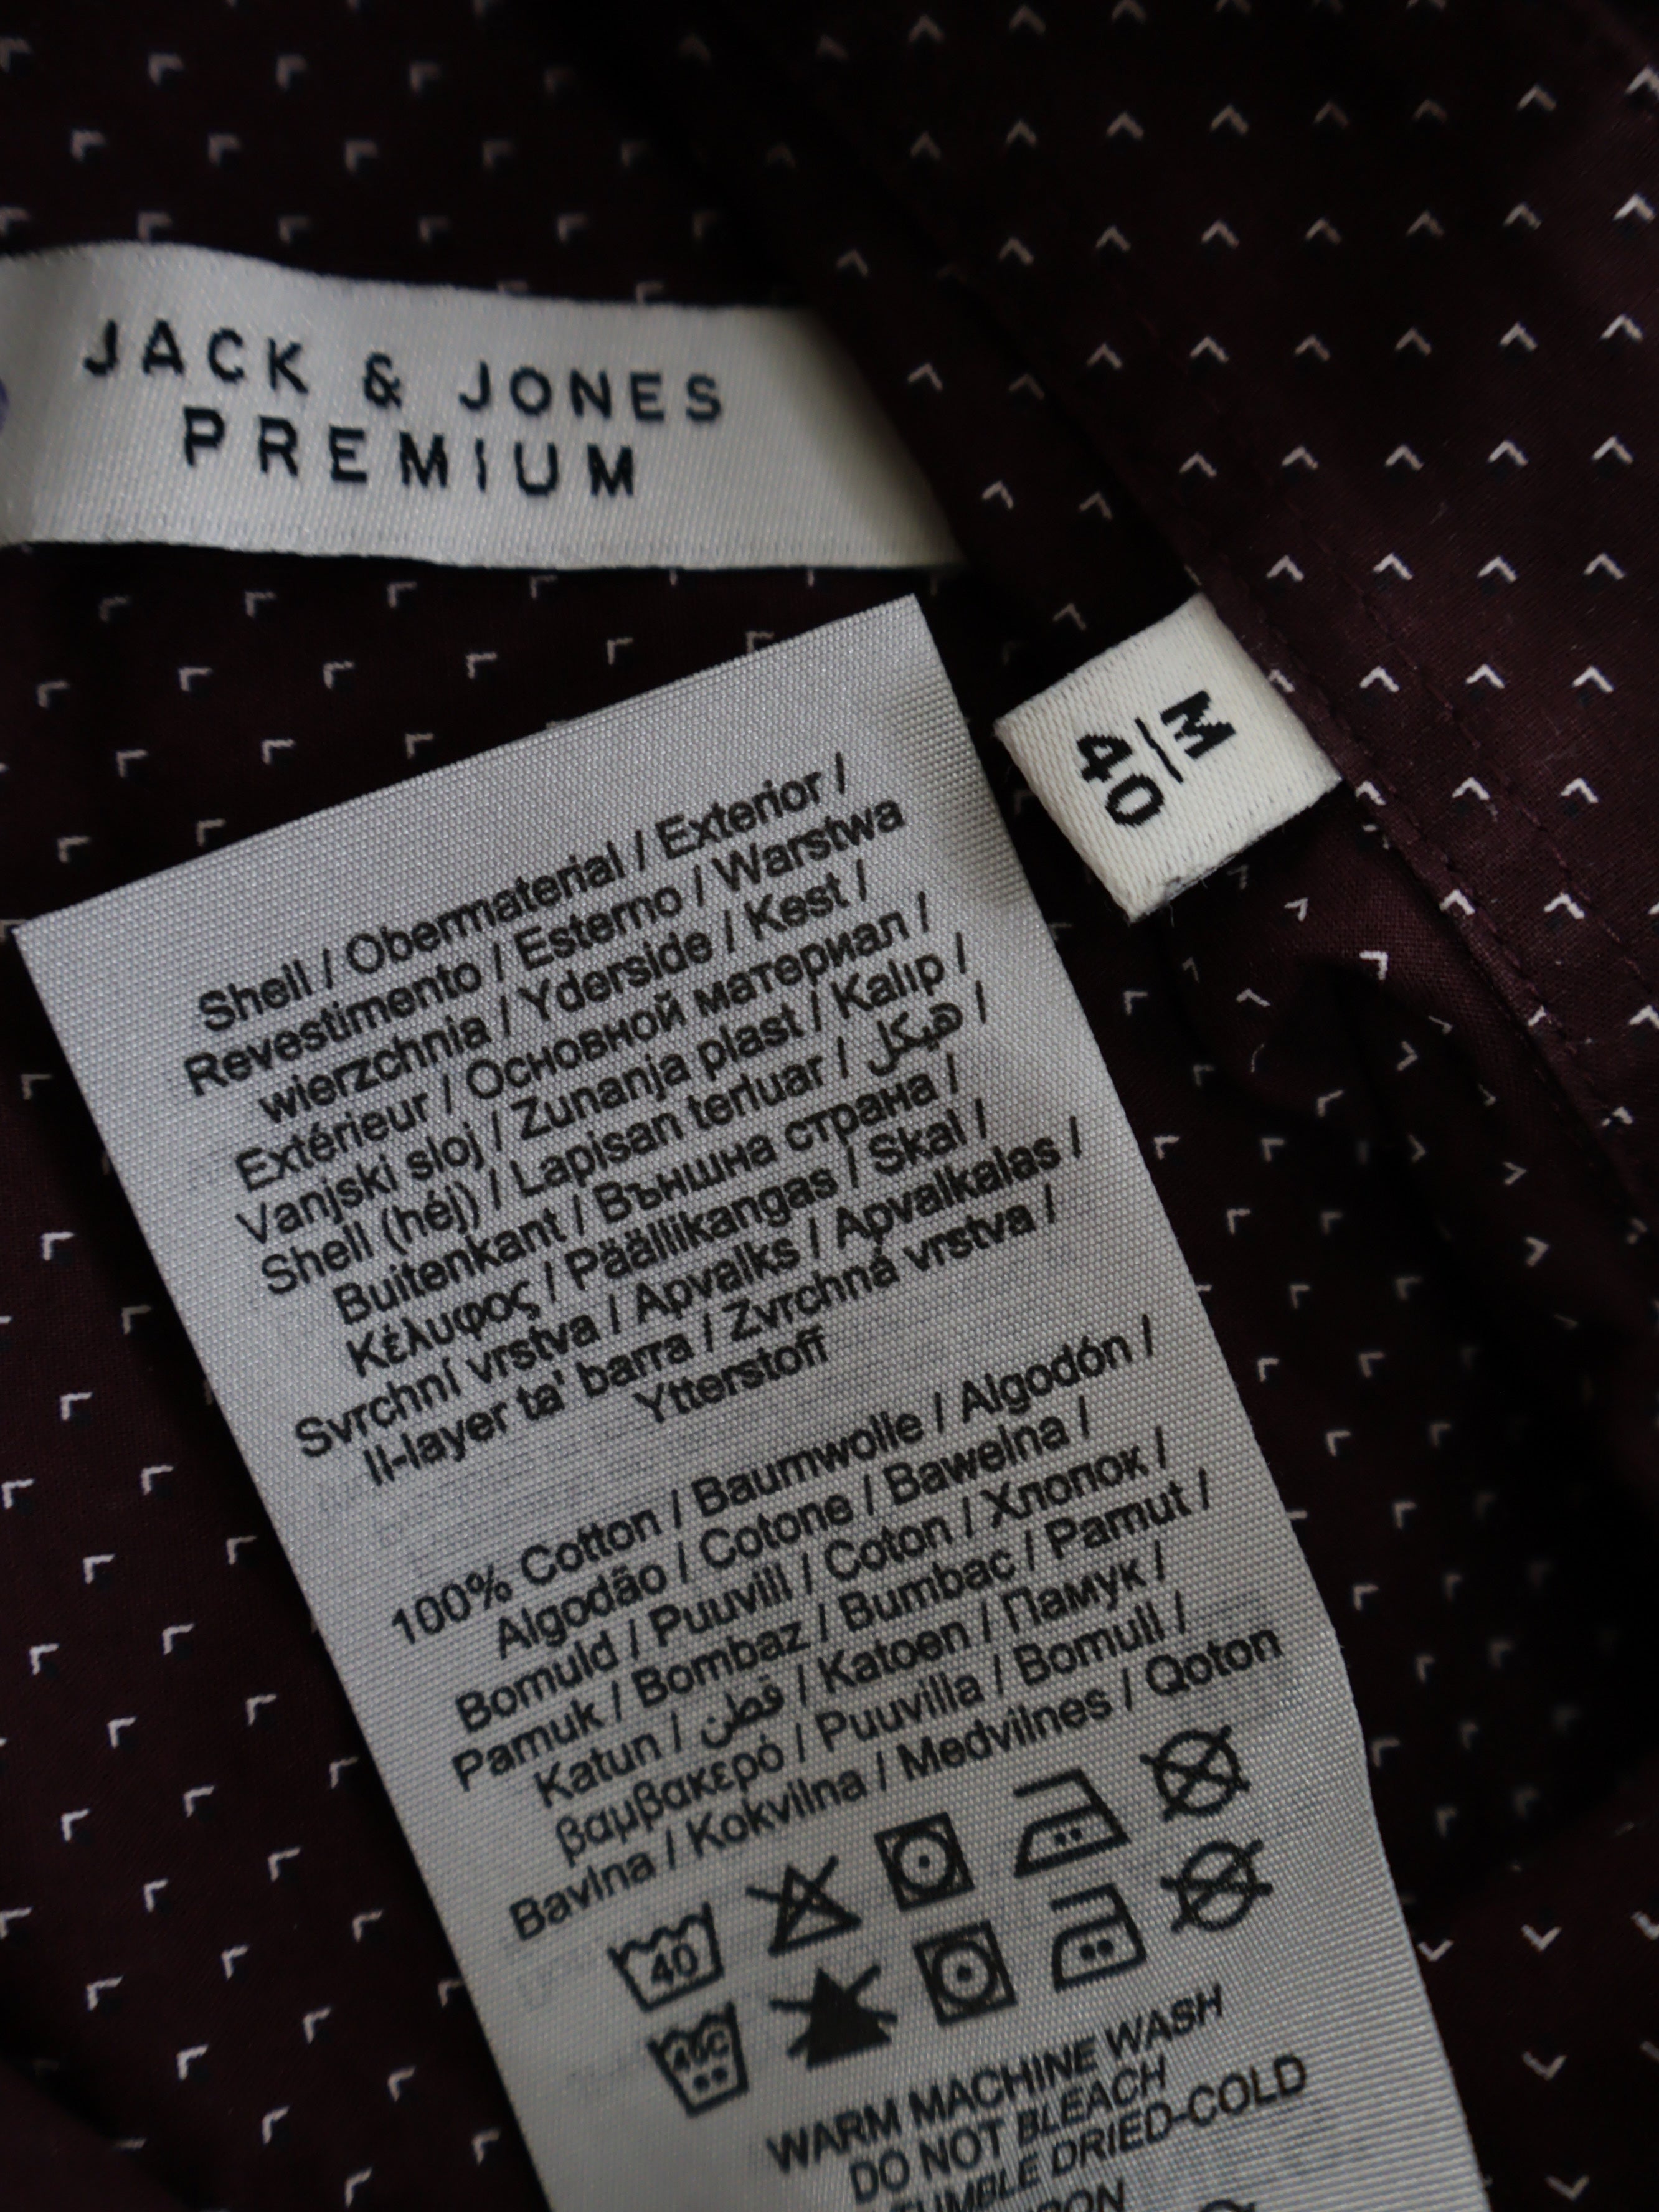 JACK & JONES
PREMIUM
M/40
Shell / Obermaterial / Exterior /
Revestimento / Esterno / Warstwa
wierzchnia / Yderside / Kest /
Extérieur / Основной материал /
Vanjski sloj / Zunanja plast / Kalıp /
Shell (héj) / Lapisan terluar / هيكل /
Buitenkant / Външна страна /
Κέλυφος / Päällikangas / Skal /
Svrchní vrstva / Apvalks / Apvalkalas /
Il-layer ta' barra / Zvrchná vrstva /
Ytterstoff
100% Cotton / Baumwolle / Algodón /
Algodão / Cotone / Bawełna /
Bomuld / Puuvill / Coton / Хлопок /
Pamuk / Bombaz / Bumbac / Pamut /
Katun / قطن / Katoen / Памук /
βαμβακερό / Puuvilla / Bomull /
Bavlna / Kokvilna / Medvilnes / Qoton
40
40C
WARM MACHINE WASH
DO NOT BLEACH
TUMBLE DRIED-COLD